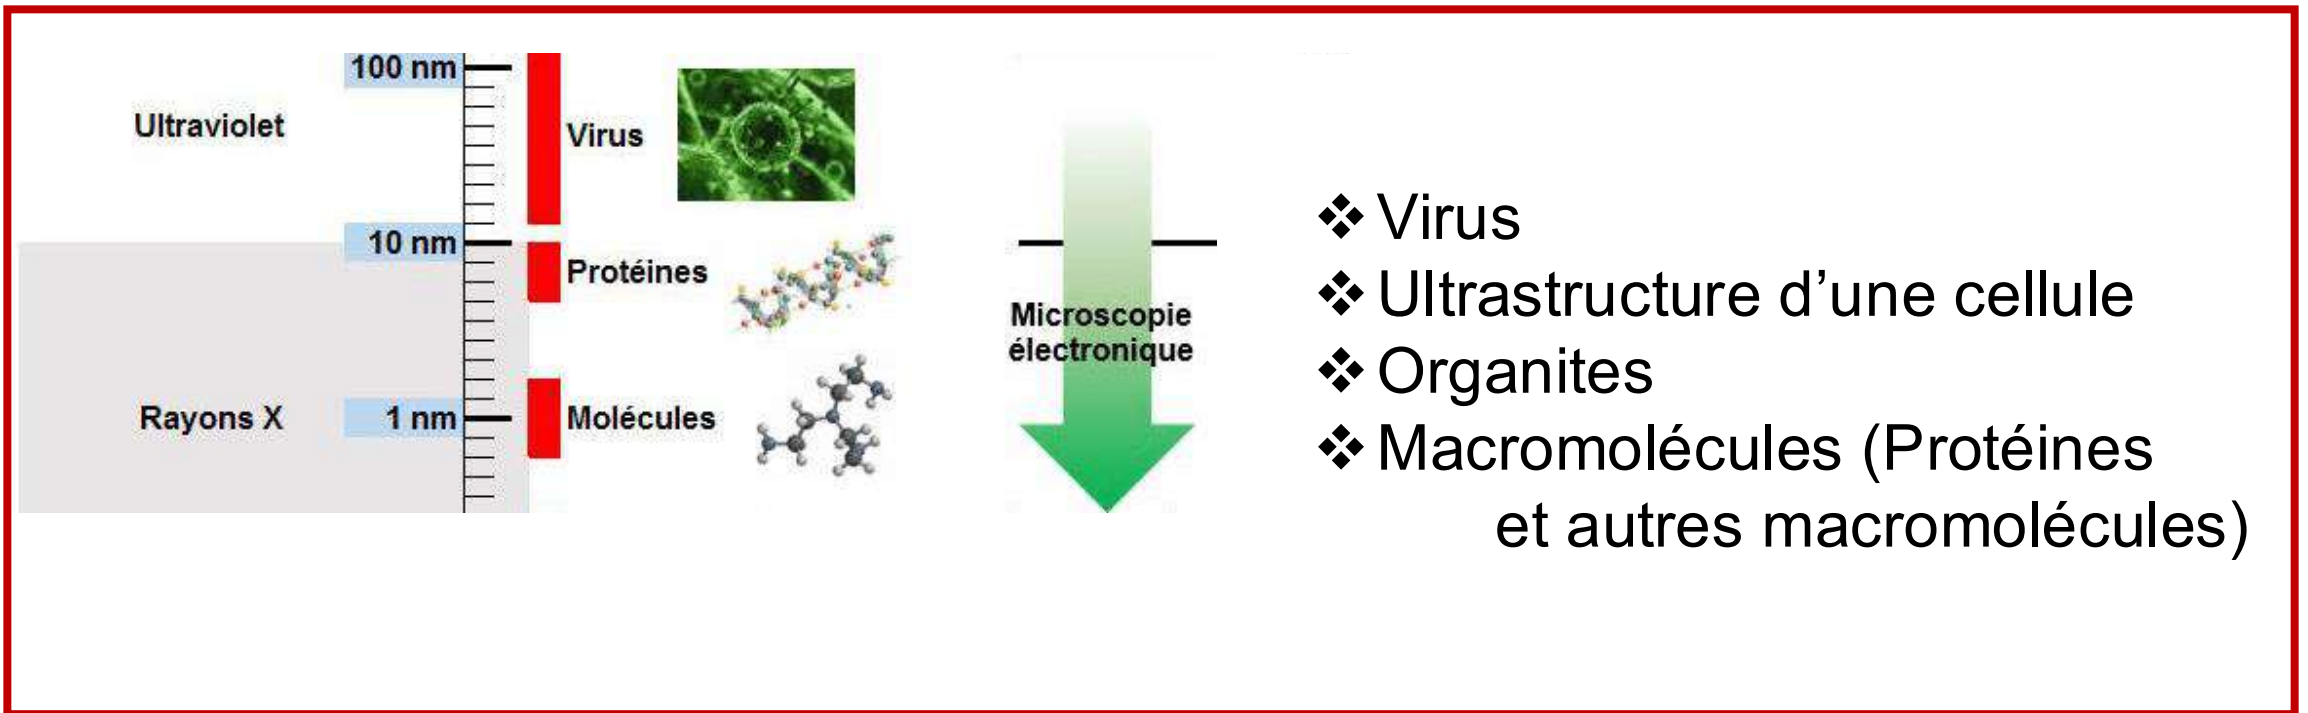 100 nm
Ultraviolet
Virus
10 nm
Protéines
Rayons X
1 nm
Molécules
Microscopie
électronique
❖ Virus
❖ Ultrastructure d’une cellule
❖ Organites
❖ Macromolécules (Protéines
et autres macromolécules)